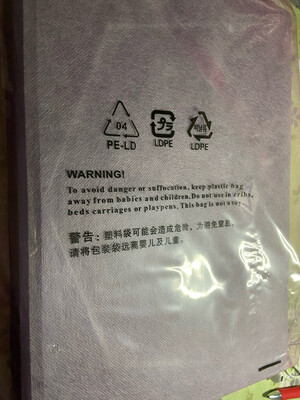 04
PE-LD
プラ
LDPE
LDPE
WARNING!
To avoid danger or suffocation, keep plastic bag
away from babies and children. Do not use in cribs,
beds carriages or playpens. This bag is not a toy.
警告：塑料袋可能会造成危险，为避免窒息，
请将包装袋远离婴儿及儿童。